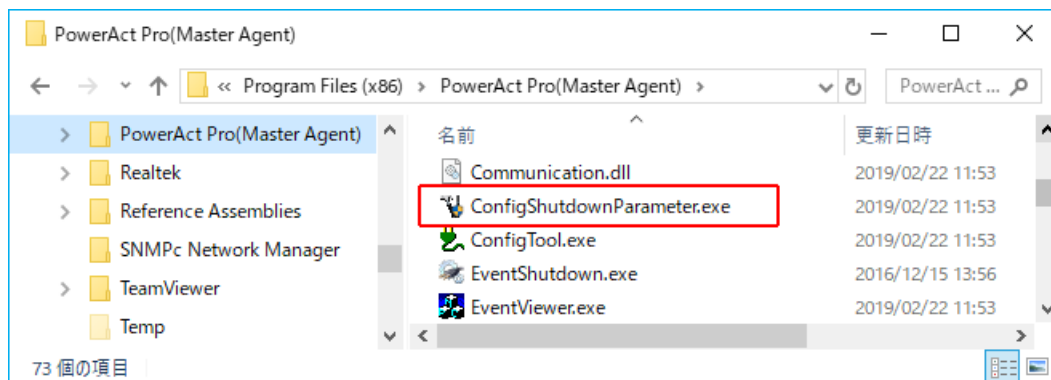 PowerAct Pro(Master Agent)
« Program Files (x86) › PowerAct Pro(Master Agent) ›
PowerAct ...
PowerAct Pro(Master Agent)
Realtek
Reference Assemblies
SNMPc Network Manager
TeamViewer
Temp
名前 更新日時
Communication.dll 2019/02/22 11:53
ConfigShutdownParameter.exe 2019/02/22 11:53
ConfigTool.exe 2019/02/22 11:53
EventShutdown.exe 2016/12/15 13:56
EventViewer.exe 2019/02/22 11:53
73 個の項目